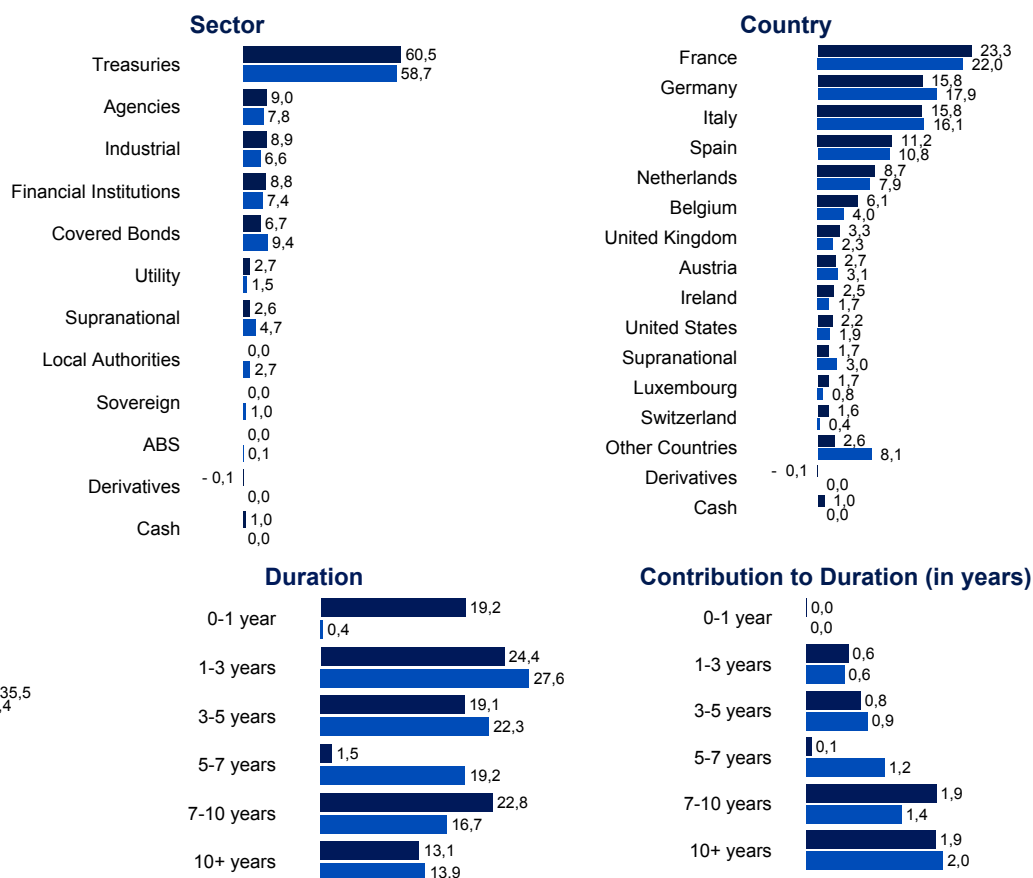 Sector
Treasuries
60,5
58,7
Agencies
9,0
7,8
Industrial
8,9
6,6
Financial Institutions
8,8
7,4
Covered Bonds
6,7
9,4
Utility
2,7
1,5
Supranational
2,6
4,7
Local Authorities
0,0
2,7
Sovereign
0,0
1,0
ABS
0,0
0,1
Derivatives
- 0,1
0,0
Cash
1,0
0,0
Country
France
23,3
22,0
Germany
15,8
17,9
Italy
15,8
16,1
Spain
11,2
10,8
Netherlands
8,7
7,9
Belgium
6,1
4,0
United Kingdom
3,3
2,3
Austria
2,7
3,1
Ireland
2,5
1,7
United States
2,2
1,9
Supranational
1,7
3,0
Luxembourg
1,7
0,8
Switzerland
1,6
0,4
Other Countries
2,6
8,1
Derivatives
- 0,1
0,0
Cash
1,0
0,0
35,5
,4
Duration
0-1 year
19,2
0,4
1-3 years
24,4
27,6
3-5 years
19,1
22,3
5-7 years
1,5
19,2
7-10 years
22,8
16,7
10+ years
13,1
13,9
Contribution to Duration (in years)
0-1 year
0,0
0,0
1-3 years
0,6
0,6
3-5 years
0,8
0,9
5-7 years
0,1
1,2
7-10 years
1,9
1,4
10+ years
1,9
2,0